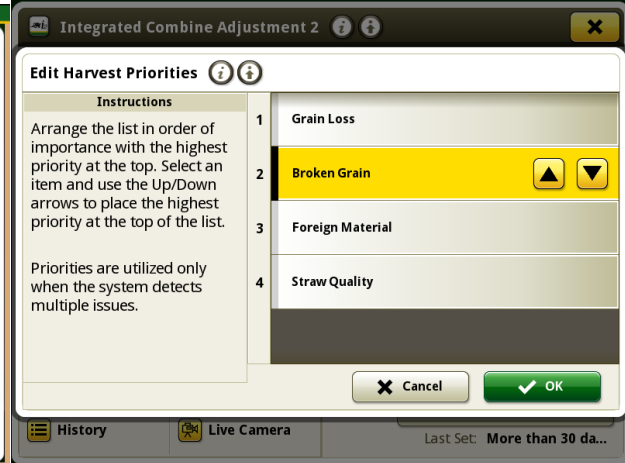 Integrated Combine Adjustment 2
Edit Harvest Priorities
Instructions
Arrange the list in order of
importance with the highest
priority at the top. Select an
item and use the Up/Down
arrows to place the highest
priority at the top of the list.
Priorities are utilized only
when the system detects
multiple issues.
1 Grain Loss
2 Broken Grain
3 Foreign Material
4 Straw Quality
Cancel
OK
History
Live Camera
Last Set: More than 30 da...